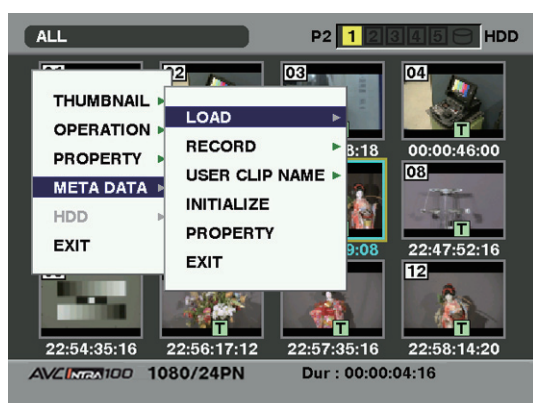 ALL
P2 1 2 3 4 5 HDD
02
03
04
THUMBNAIL
OPERATION
PROPERTY
META DATA
HDD
EXIT
LOAD
RECORD
USER CLIP NAME
INITIALIZE
PROPERTY
EXIT
8:18
T
00:00:46:00
08
9:08
T
22:47:52:16
12
T
T
T
22:54:35:16
22:56:17:12
22:57:35:16
22:58:14:20
AVC INTRA 100 1080/24PN Dur : 00:00:04:16